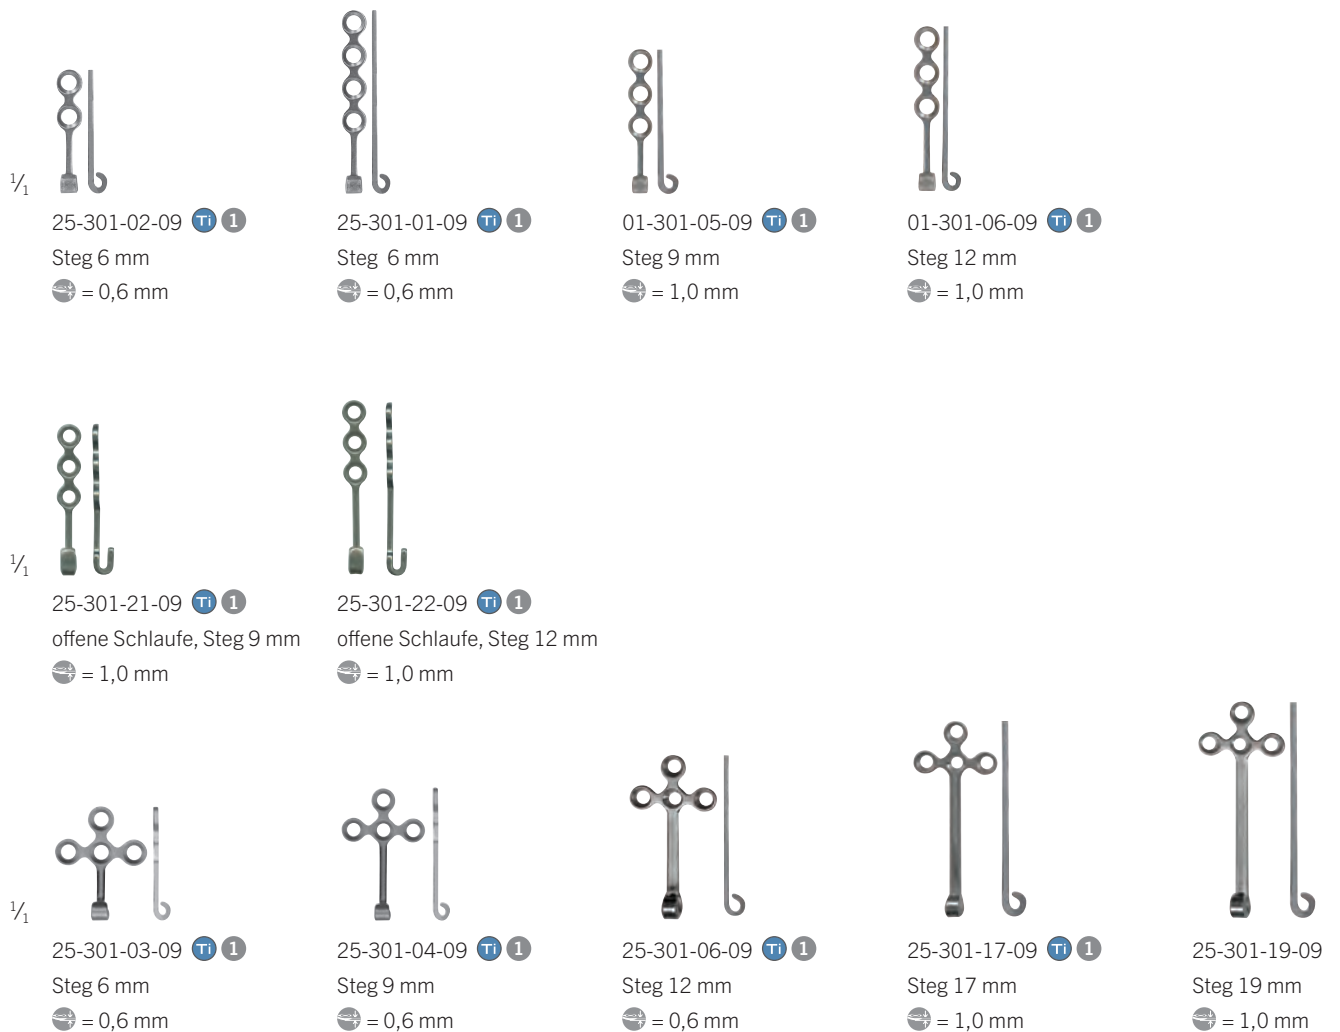 1/1
25-301-02-09 Ti 1
Steg 6 mm
= 0,6 mm
25-301-01-09 Ti 1
Steg 6 mm
= 0,6 mm
01-301-05-09 Ti 1
Steg 9 mm
= 1,0 mm
01-301-06-09 Ti 1
Steg 12 mm
= 1,0 mm
1/1
25-301-21-09 Ti 1
offene Schlaufe, Steg 9 mm
= 1,0 mm
25-301-22-09 Ti 1
offene Schlaufe, Steg 12 mm
= 1,0 mm
1/1
25-301-03-09 Ti 1
Steg 6 mm
= 0,6 mm
25-301-04-09 Ti 1
Steg 9 mm
= 0,6 mm
25-301-06-09 Ti 1
Steg 12 mm
= 0,6 mm
25-301-17-09 Ti 1
Steg 17 mm
= 1,0 mm
25-301-19-09
Steg 19 mm
= 1,0 mm